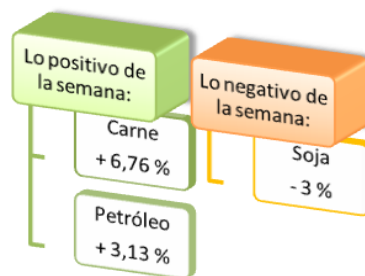 Lo positivo de
la semana:
Carne
+ 6,76 %
Petróleo
+ 3,13 %
Lo negativo de
la semana:
Soja
- 3 %